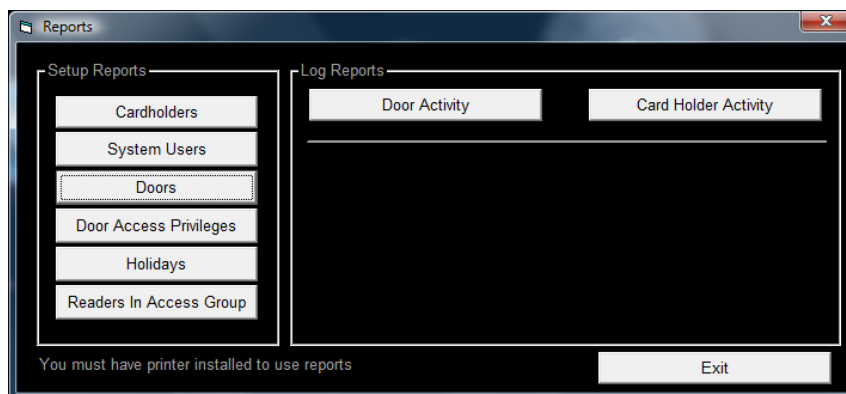 Reports
Setup Reports
Cardholders
System Users
Doors
Door Access Privileges
Holidays
Readers In Access Group
Log Reports
Door Activity
Card Holder Activity
You must have printer installed to use reports
Exit